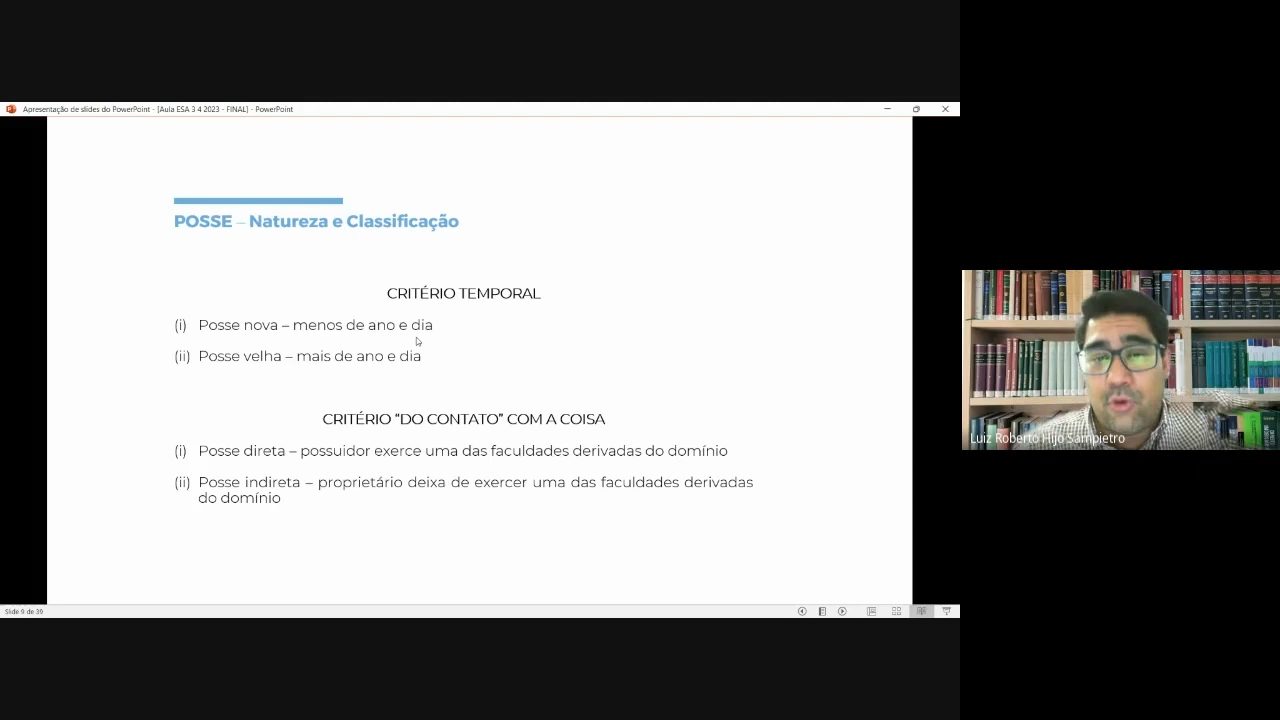 Apresentação de slides do PowerPoint - [Aula ESA 3 4 2023 - FINAL] - PowerPoint
POSSE – Natureza e Classificação
CRITÉRIO TEMPORAL
(i) Posse nova – menos de ano e dia
(ii) Posse velha – mais de ano e dia
CRITÉRIO “DO CONTATO” COM A COISA
(i) Posse direta – possuidor exerce uma das faculdades derivadas do domínio
(ii) Posse indireta – proprietário deixa de exercer uma das faculdades derivadas
do domínio
Slide 9 de 39
Luiz Roberto Hijo Sampietro